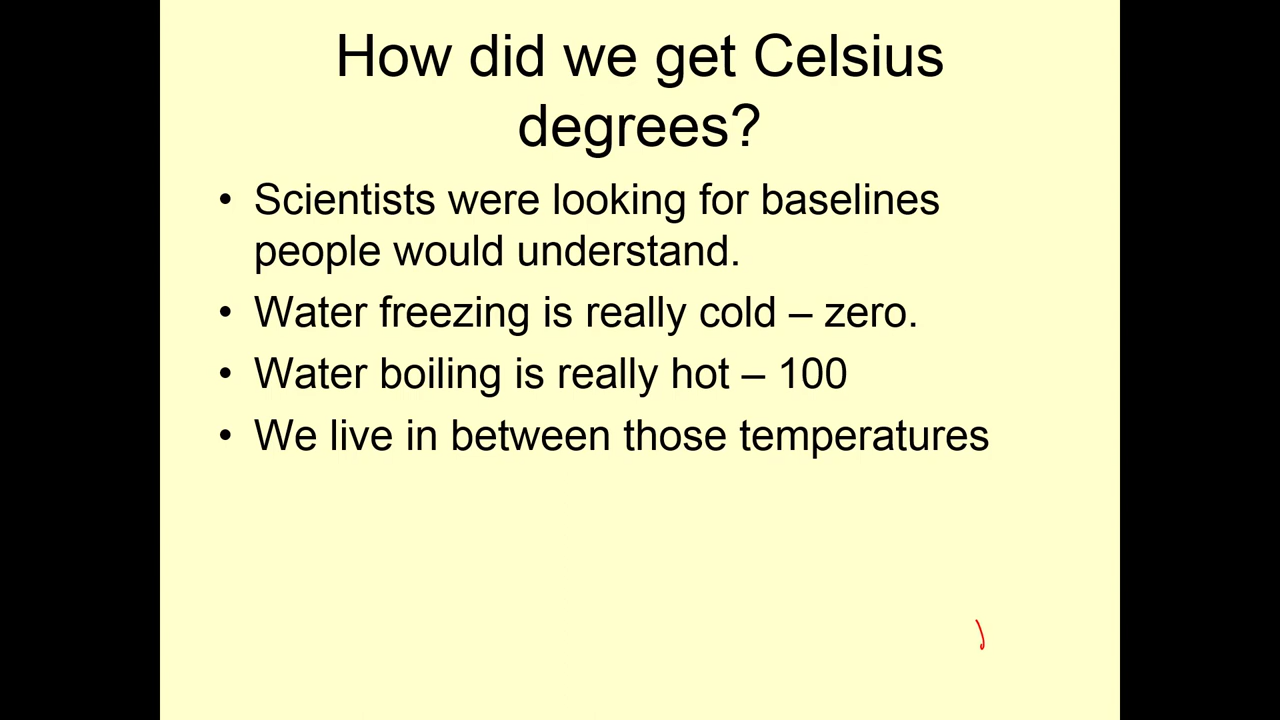 How did we get Celsius
degrees?
• Scientists were looking for baselines
people would understand.
• Water freezing is really cold – zero.
• Water boiling is really hot – 100
• We live in between those temperatures